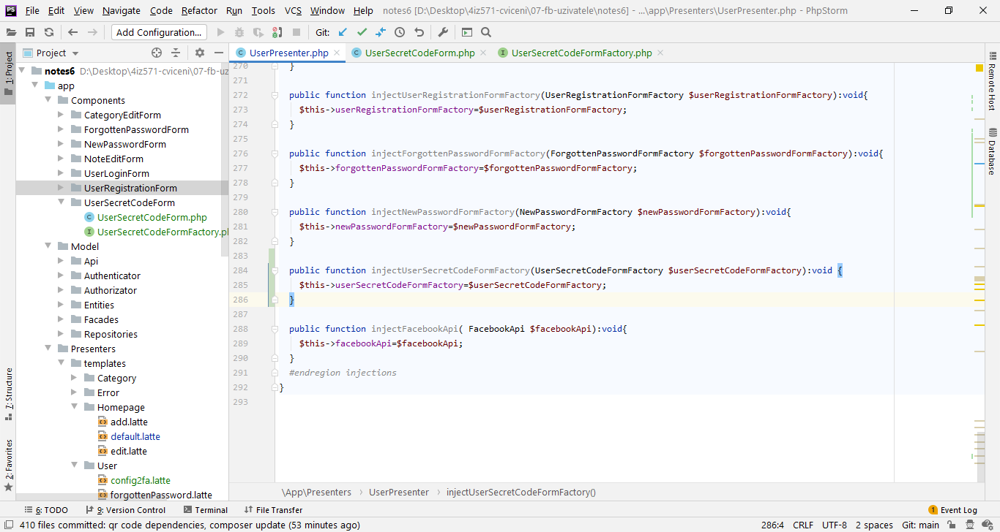 PS File Edit View Navigate Code Refactor Run Tools VCS Window Help notes6 [D:\Desktop\4iz571-cviceni\07-fb-uzivatele\notes6] - ...\app\Presenters\UserPresenter.php - PhpStorm
Add Configuration... Git:
Project UserPresenter.php UserSecretCodeForm.php UserSecretCodeFormFactory.php
1: Project
7: Structure
2: Favorites
notes6 D:\Desktop\4iz571-cviceni\07-fb-uz
app
Components
CategoryEditForm
ForgottenPasswordForm
NewPasswordForm
NoteEditForm
UserLoginForm
UserRegistrationForm
UserSecretCodeForm
C UserSecretCodeForm.php
I UserSecretCodeFormFactory.ph
Model
Api
Authenticator
Authorizator
Entities
Facades
Repositories
Presenters
templates
Category
Error
Homepage
add.latte
default.latte
edit.latte
User
config2fa.latte
forgottenPassword.latte
270 }
271
272 public function injectUserRegistrationFormFactory(UserRegistrationFormFactory $userRegistrationFormFactory):void{
273 $this->userRegistrationFormFactory=$userRegistrationFormFactory;
274 }
275
276 public function injectForgottenPasswordFormFactory(ForgottenPasswordFormFactory $forgottenPasswordFormFactory):void{
277 $this->forgottenPasswordFormFactory=$forgottenPasswordFormFactory;
278 }
279
280 public function injectNewPasswordFormFactory(NewPasswordFormFactory $newPasswordFormFactory):void{
281 $this->newPasswordFormFactory=$newPasswordFormFactory;
282 }
283
284 public function injectUserSecretCodeFormFactory(UserSecretCodeFormFactory $userSecretCodeFormFactory):void {
285 $this->userSecretCodeFormFactory=$userSecretCodeFormFactory;
286 }
287
288 public function injectFacebookApi( FacebookApi $facebookApi):void{
289 $this->facebookApi=$facebookApi;
290 }
291 #endregion injections
292 }
293
Remote Host
Database
\App\Presenters › UserPresenter › injectUserSecretCodeFormFactory()
6: TODO 9: Version Control Terminal File Transfer 1 Event Log
410 files committed: qr code dependencies, composer update (53 minutes ago) 286:4 CRLF UTF-8 2 spaces Git: main